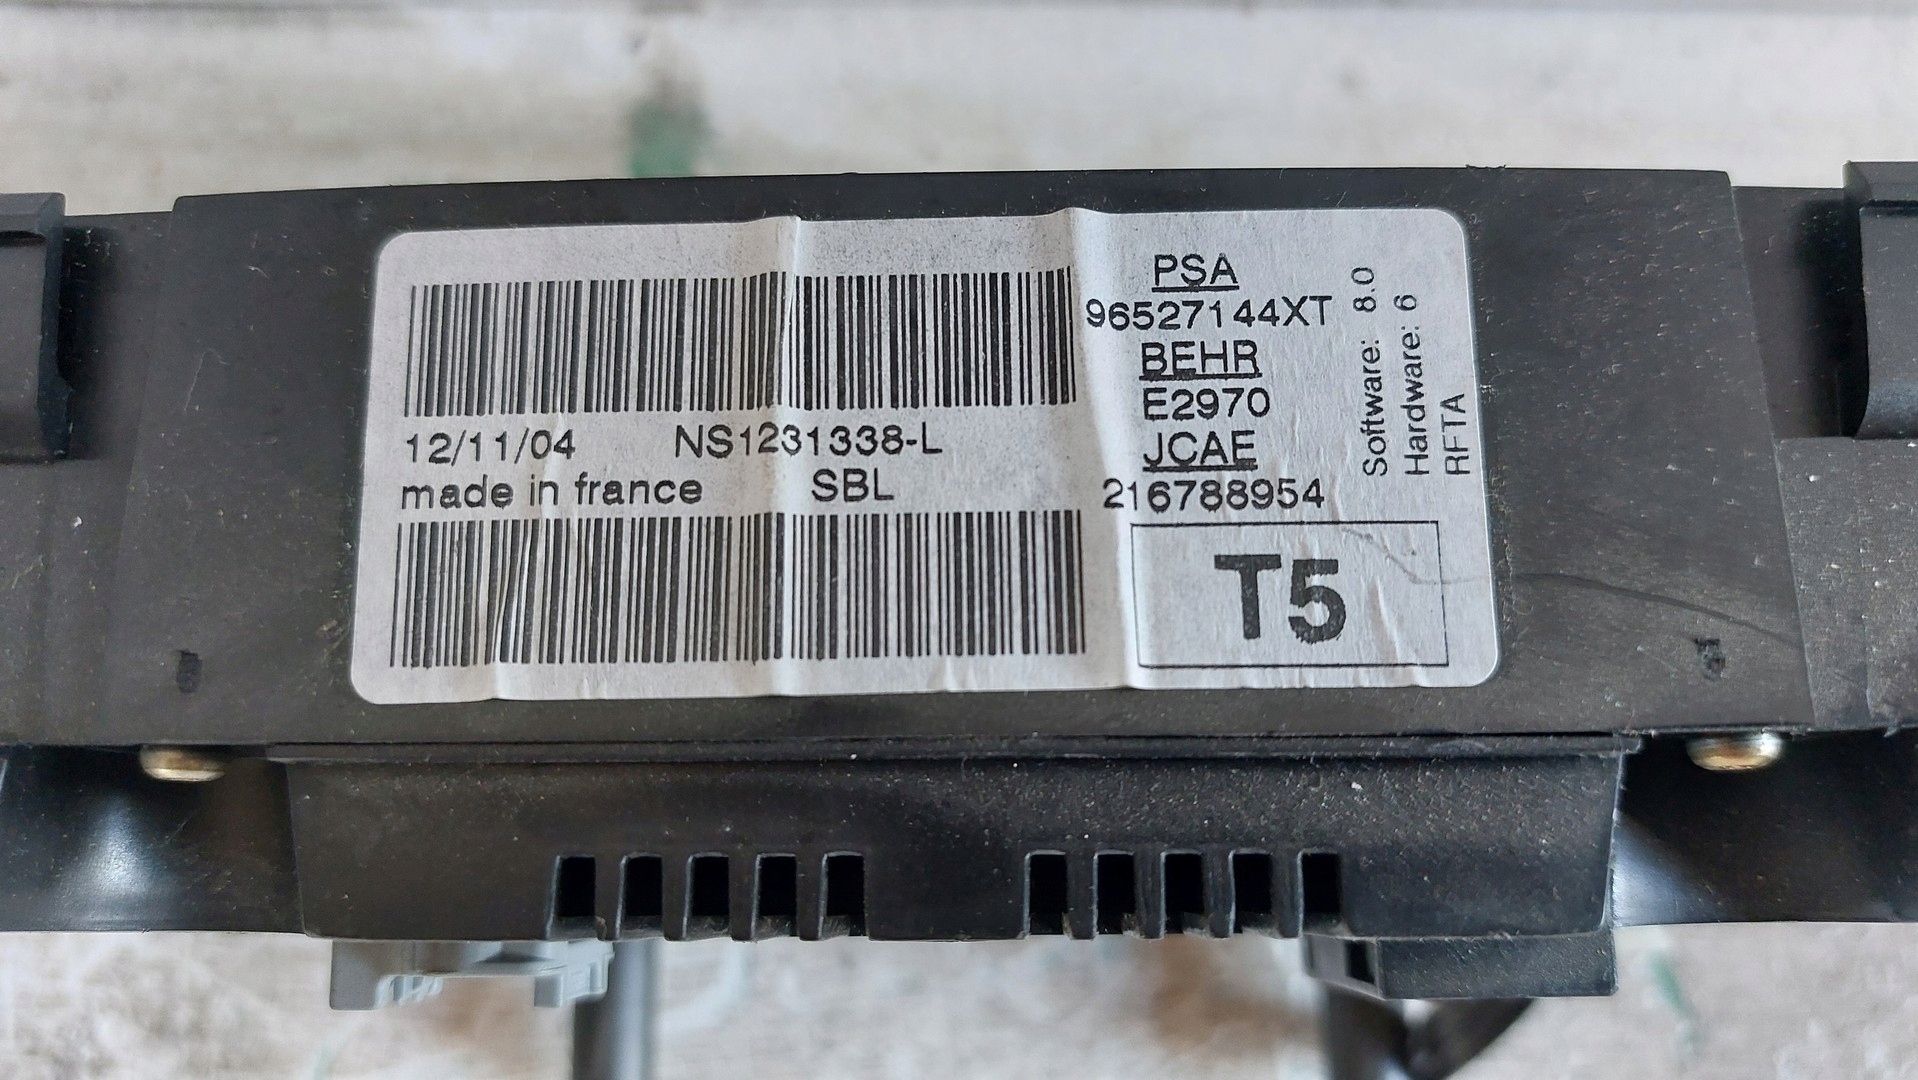 12/11/04 NS1231338-L
made in france SBL
PSA
96527144XT
BEHR
E2970
JCAE
216788954
T5
Software: 8.0
Hardware: 6
RFTA